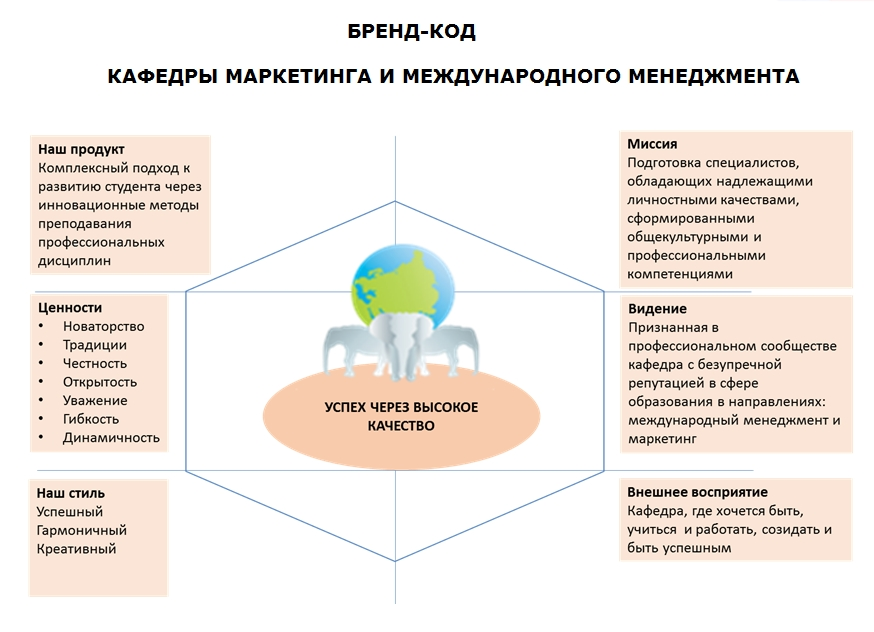 БРЕНД-КОД
КАФЕДРЫ МАРКЕТИНГА И МЕЖДУНАРОДНОГО МЕНЕДЖМЕНТА
Наш продукт
Комплексный подход к
развитию студента через
инновационные методы
преподавания
профессиональных
дисциплин
Ценности
• Новаторство
• Традиции
• Честность
• Открытость
• Уважение
• Гибкость
• Динамичность
Наш стиль
Успешный
Гармоничный
Креативный
УСПЕХ ЧЕРЕЗ ВЫСОКОЕ
КАЧЕСТВО
Миссия
Подготовка специалистов,
обладающих надлежащими
личностными качествами,
сформированными
общекультурными и
профессиональными
компетенциями
Видение
Признанная в
профессиональном сообществе
кафедра с безупречной
репутацией в сфере
образования в направлениях:
международный менеджмент и
маркетинг
Внешнее восприятие
Кафедра, где хочется быть,
учиться и работать, созидать и
быть успешным